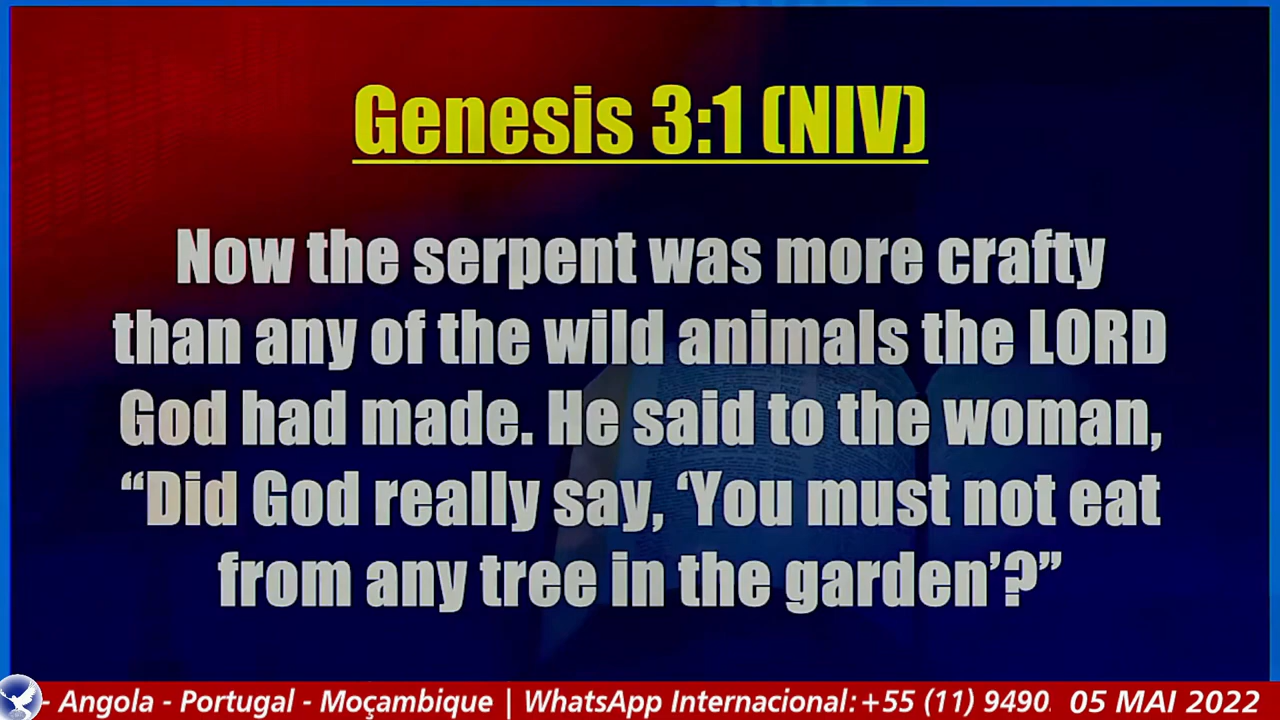 Genesis 3:1 (NIV)
Now the serpent was more crafty
than any of the wild animals the LORD
God had made. He said to the woman,
“Did God really say, ‘You must not eat
from any tree in the garden’?”
- Angola - Portugal - Moçambique | WhatsApp Internacional: +55 (11) 9490 05 MAI 2022